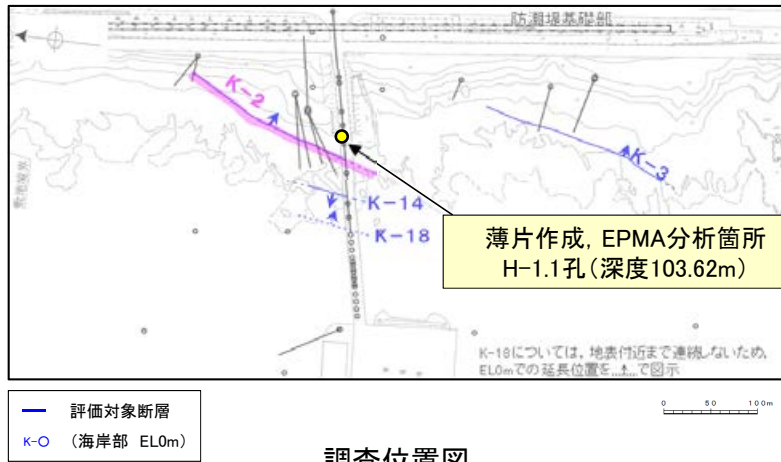 防潮堤基礎部
K-2
K-3
敷地境界
K-14
K-18
薄片作成, EPMA分析箇所
H-1.1孔(深度103.62m)
K-18については、地表付近まで連続しないため、
EL0mでの延長位置を...▲...で図示
評価対象断層
K-○ (海岸部 EL0m)
0 50 100m
調査位置図